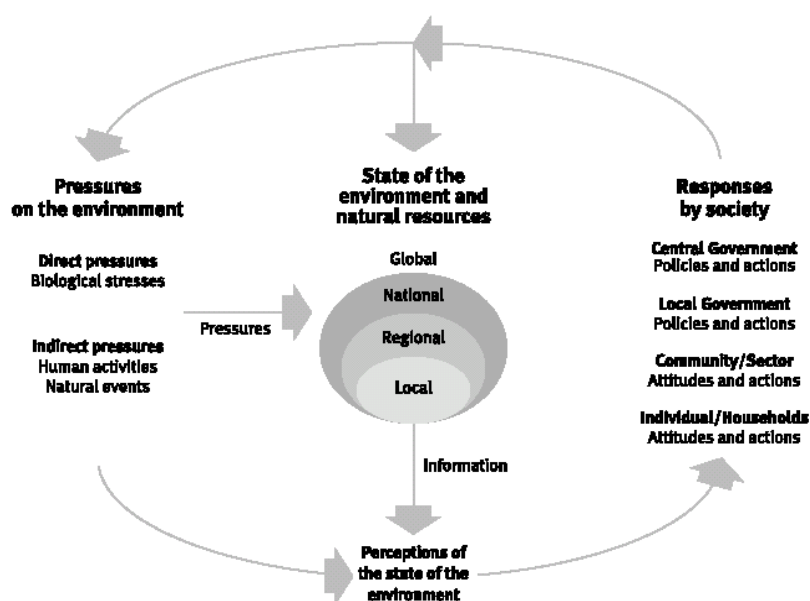 Pressures
on the environment
Direct pressures
Biological stresses
Indirect pressures
Human activities
Natural events
Pressures
State of the
environment and
natural resources
Global
National
Regional
Local
Information
Perceptions of
the state of the
environment
Responses
by society
Central Government
Policies and actions
Local Government
Policies and actions
Community/Sector
Attitudes and actions
Individual/Households
Attitudes and actions